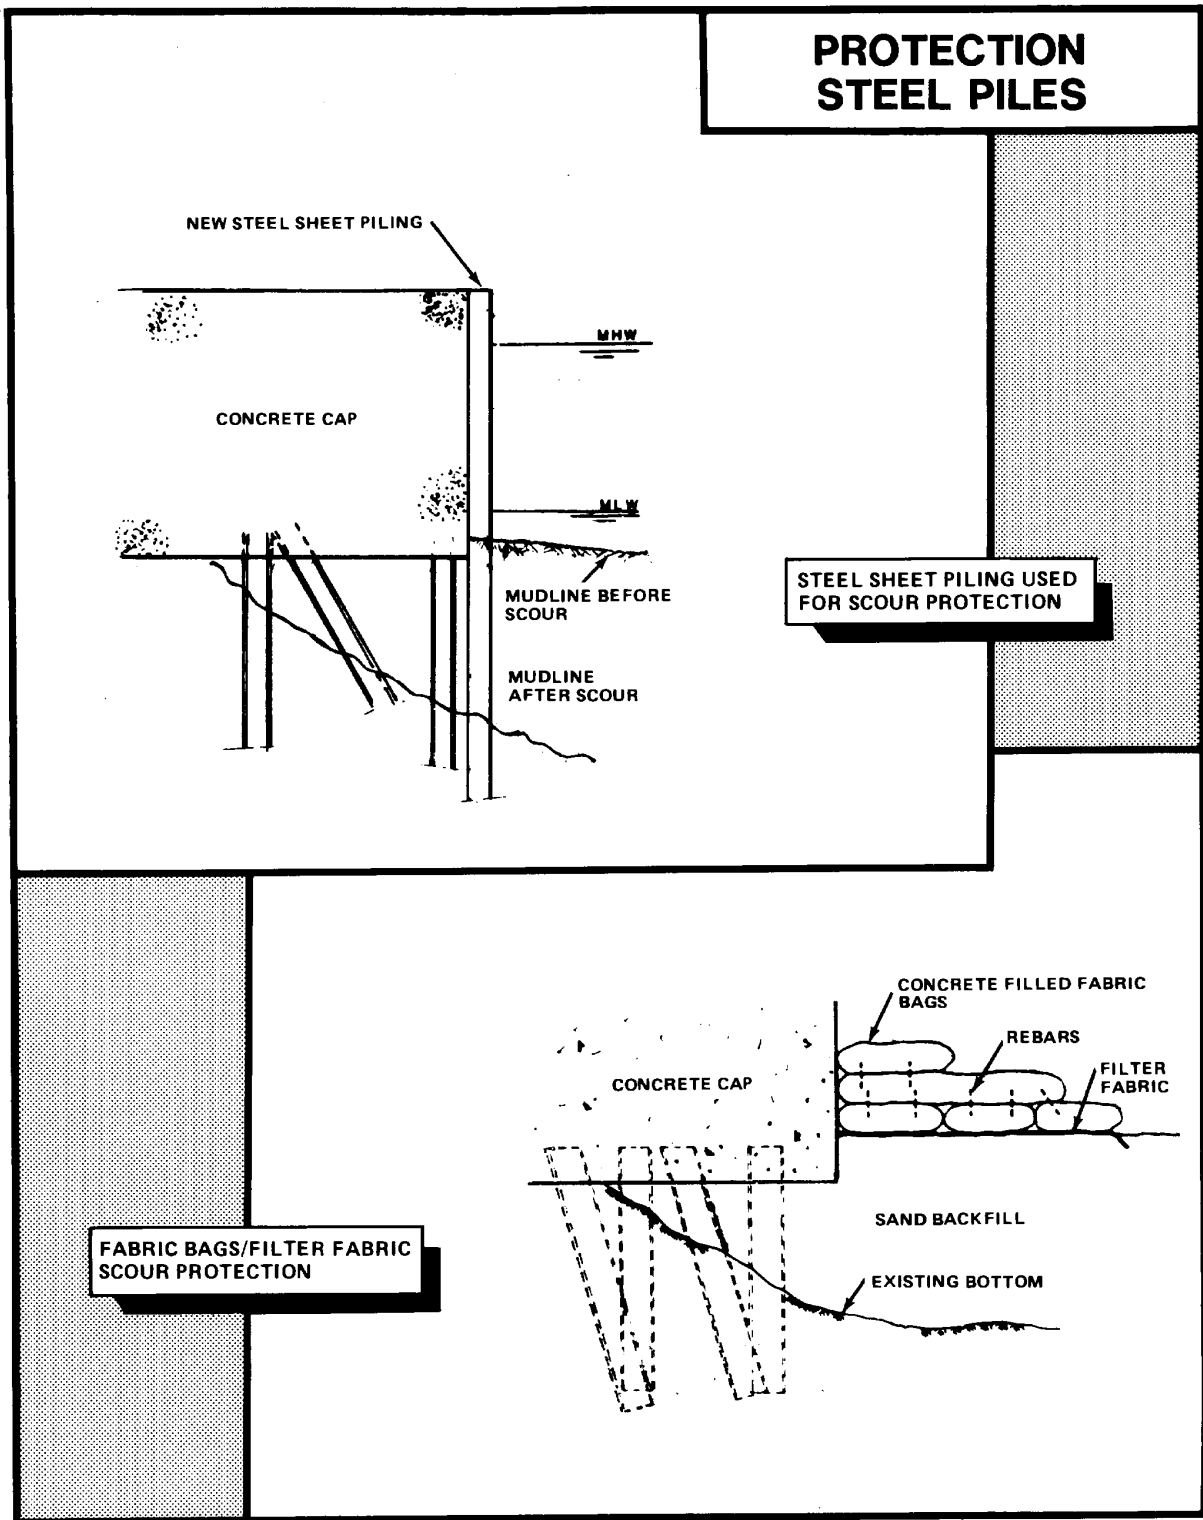 PROTECTION
STEEL PILES
NEW STEEL SHEET PILING
MHW
CONCRETE CAP
MLW
MUDLINE BEFORE
SCOUR
MUDLINE
AFTER SCOUR
STEEL SHEET PILING USED
FOR SCOUR PROTECTION
CONCRETE FILLED FABRIC
BAGS
REBARS
FILTER
FABRIC
CONCRETE CAP
SAND BACKFILL
EXISTING BOTTOM
FABRIC BAGS/FILTER FABRIC
SCOUR PROTECTION